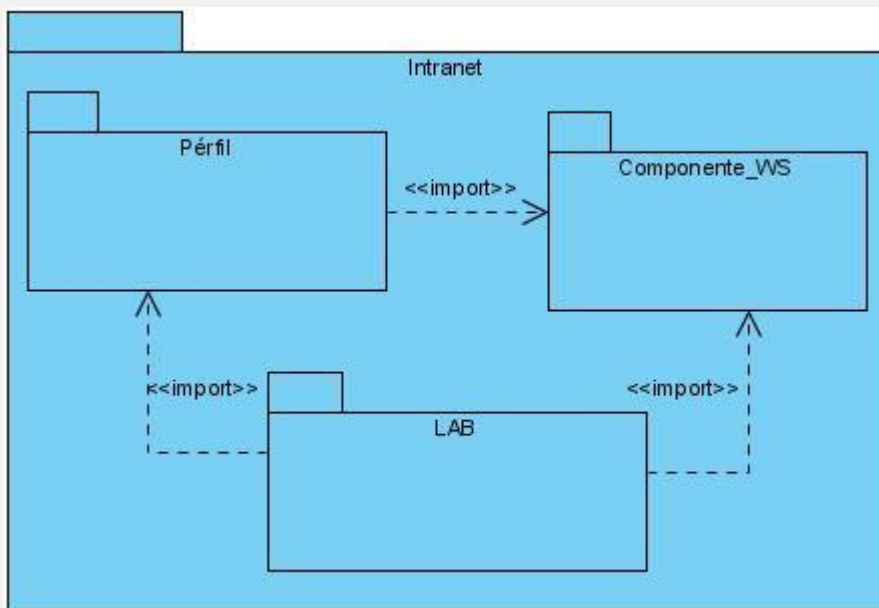 Intranet
Pérfil
Componente_WS
<<import>>
<<import>>
<<import>>
LAB